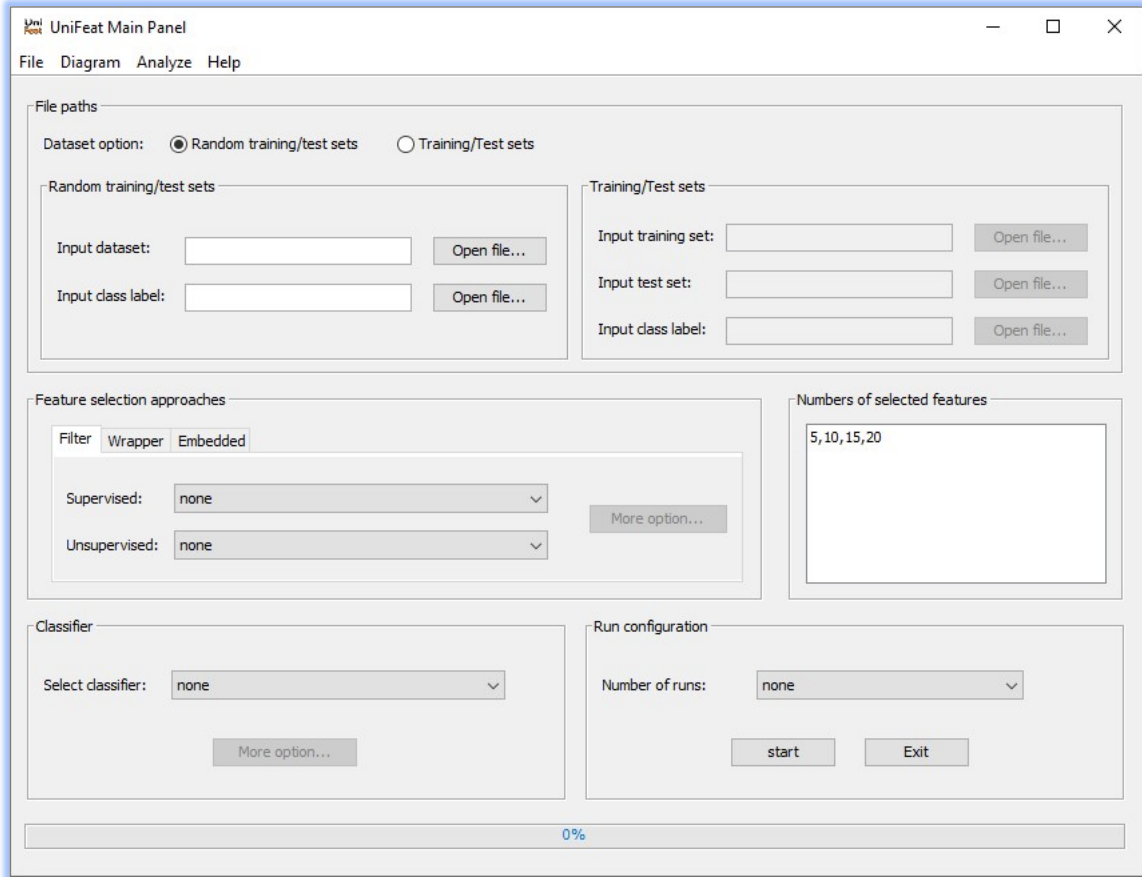 Uni Feat UniFeat Main Panel
File Diagram Analyze Help
File paths
Dataset option: Random training/test sets Training/Test sets
Random training/test sets
Input dataset: Open file...
Input class label: Open file...
Training/Test sets
Input training set: Open file...
Input test set: Open file...
Input class label: Open file...
Feature selection approaches
Filter Wrapper Embedded
Supervised: none
Unsupervised: none
More option...
Numbers of selected features
5,10,15,20
Classifier
Select classifier: none
More option...
Run configuration
Number of runs: none
start Exit
0%